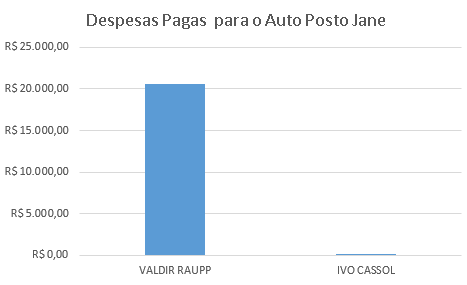 Despesas Pagas  para o Auto Posto Jane
R$ 25.000,00
R$ 20.000,00
R$ 15.000,00
R$ 10.000,00
R$ 5.000,00
R$ 0,00
VALDIR RAUPP
IVO CASSOL